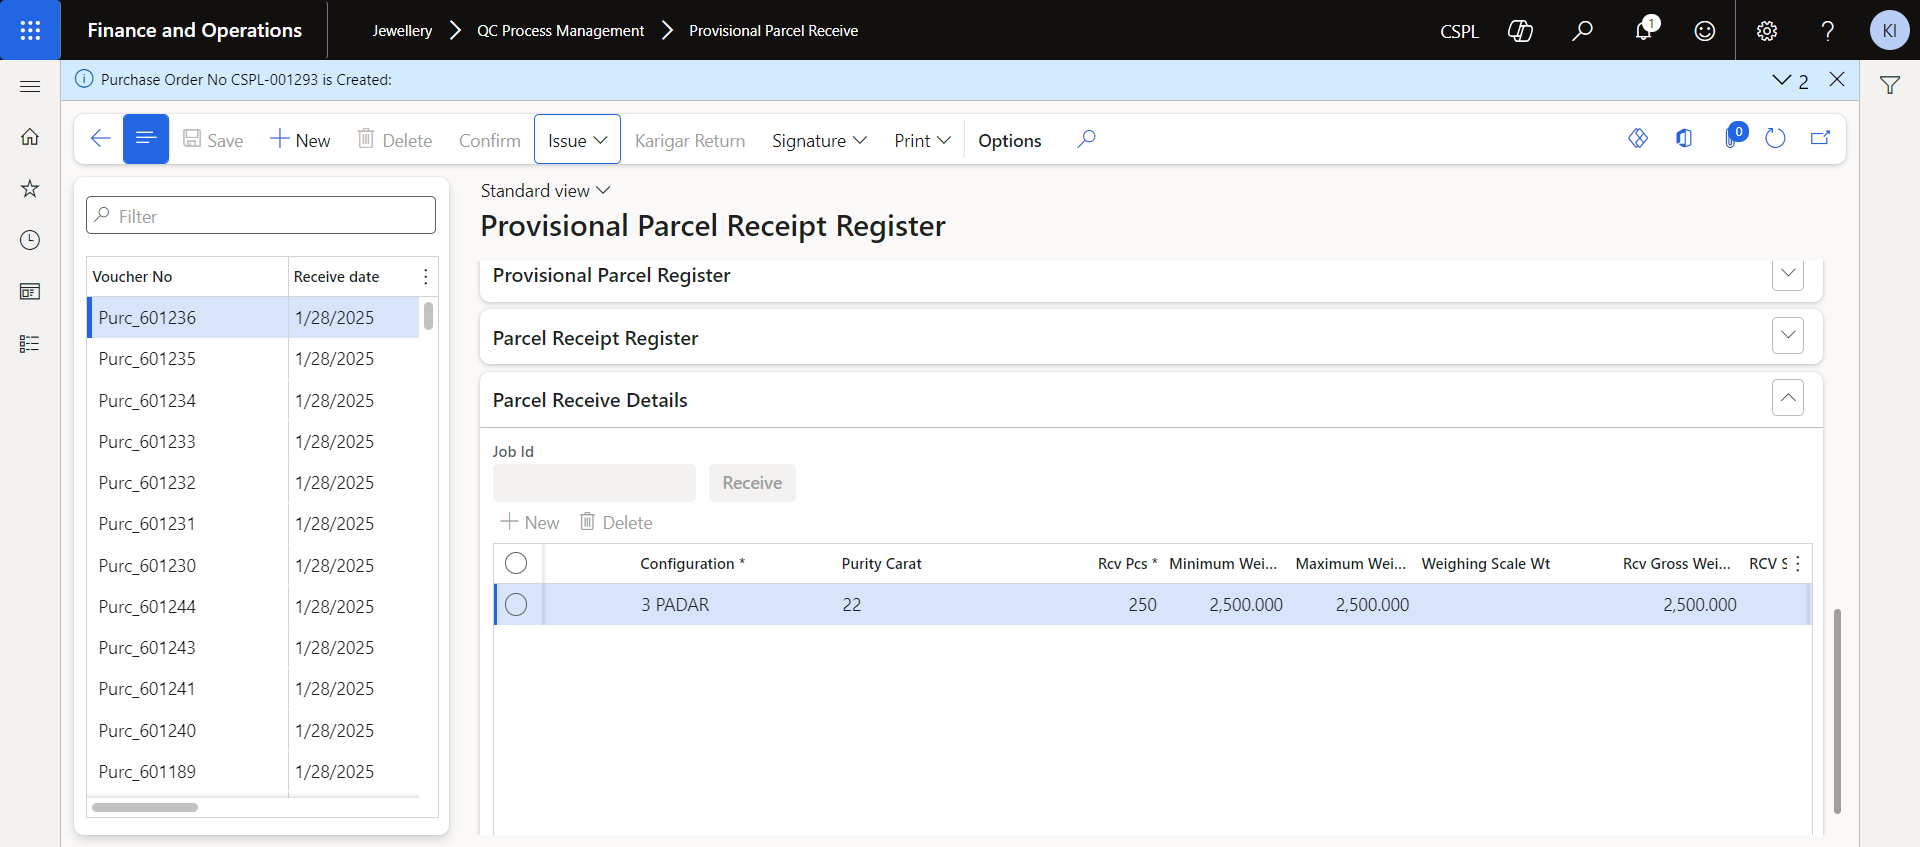 Finance and Operations
Jewellery
QC Process Management
Provisional Parcel Receive
CSPL
1
KI
Purchase Order No CSPL-001293 is Created:
2
Save
New
Delete
Confirm
Issue
Karigar Return
Signature
Print
Options
0
Filter
Voucher No Receive date
Purc_601236 1/28/2025
Purc_601235 1/28/2025
Purc_601234 1/28/2025
Purc_601233 1/28/2025
Purc_601232 1/28/2025
Purc_601231 1/28/2025
Purc_601230 1/28/2025
Purc_601244 1/28/2025
Purc_601243 1/28/2025
Purc_601241 1/28/2025
Purc_601240 1/28/2025
Purc_601189 1/28/2025
Standard view
Provisional Parcel Receipt Register
Provisional Parcel Register
Parcel Receipt Register
Parcel Receive Details
Job Id
Receive
New Delete
Configuration * Purity Carat Rcv Pcs * Minimum Wei... Maximum Wei... Weighing Scale Wt Rcv Gross Wei... RCV S
3 PADAR 22 250 2,500.000 2,500.000 2,500.000